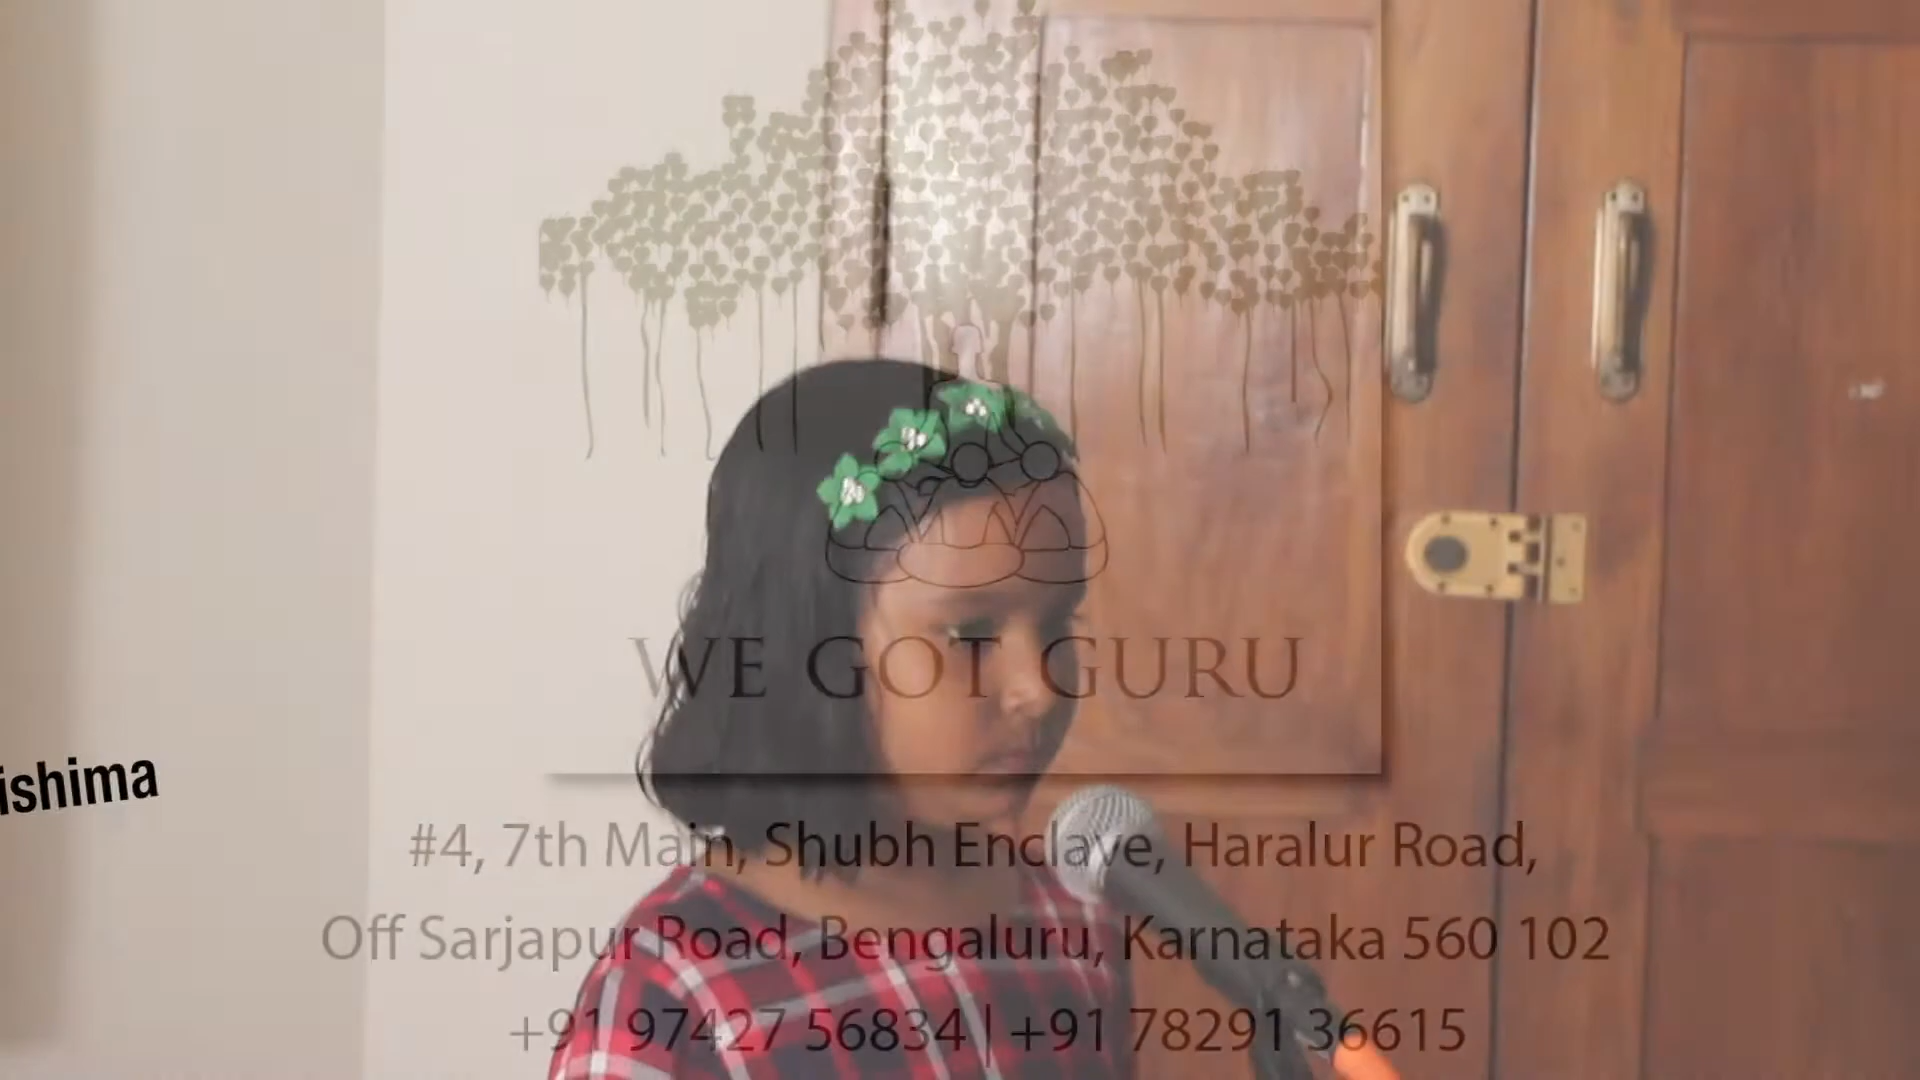 WE GOT GURU
ishima
#4, 7th Main, Shubh Enclave, Haralur Road,
Off Sarjapur Road, Bengaluru, Karnataka 560 102
+91 97427 56834 | +91 78291 36615